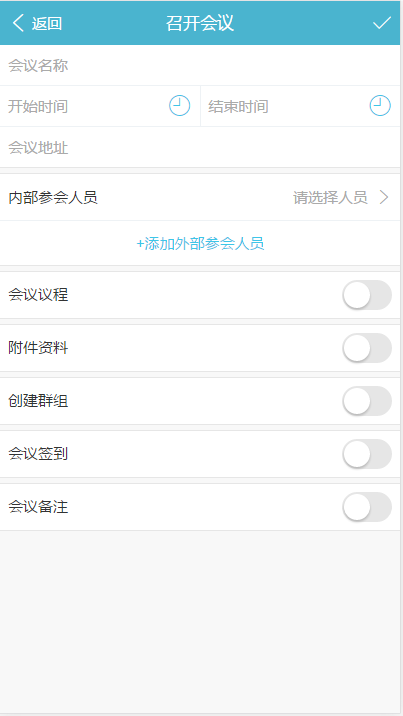 返回 召开会议
会议名称
开始时间 结束时间
会议地址
内部参会人员 请选择人员
+添加外部参会人员
会议议程
附件资料
创建群组
会议签到
会议备注